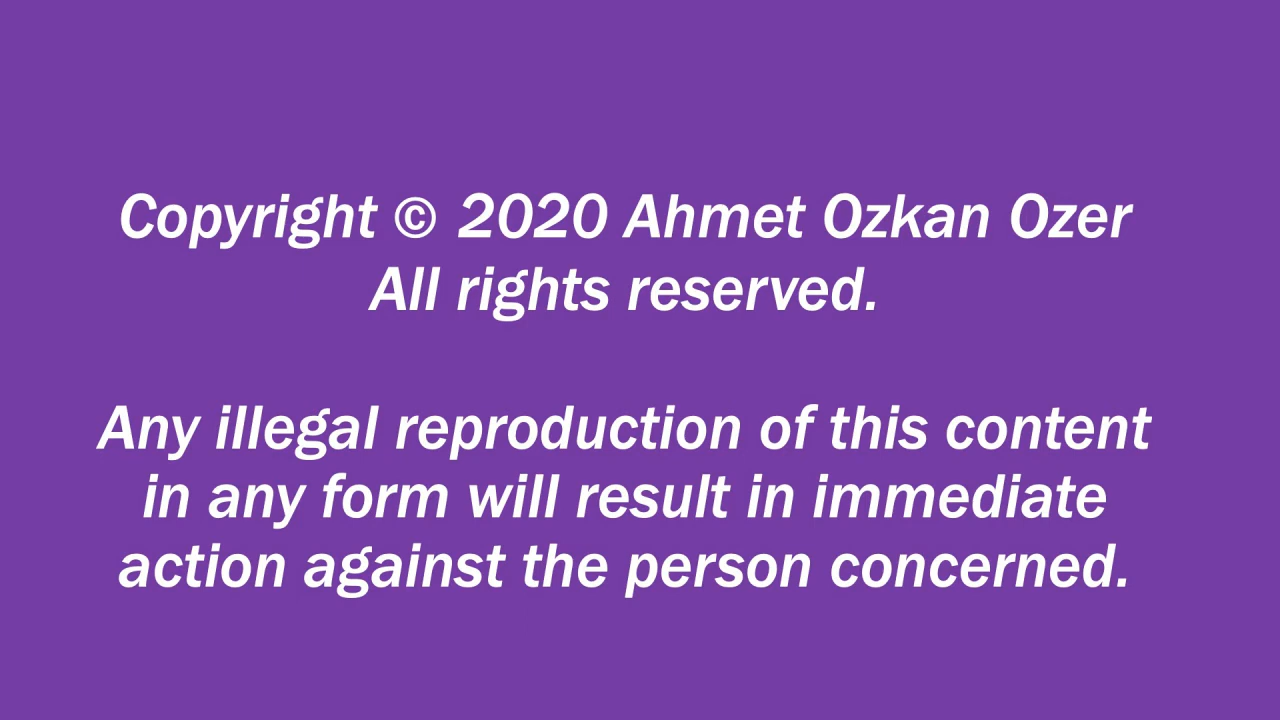 Copyright © 2020 Ahmet Ozkan Ozer
All rights reserved.
Any illegal reproduction of this content
in any form will result in immediate
action against the person concerned.